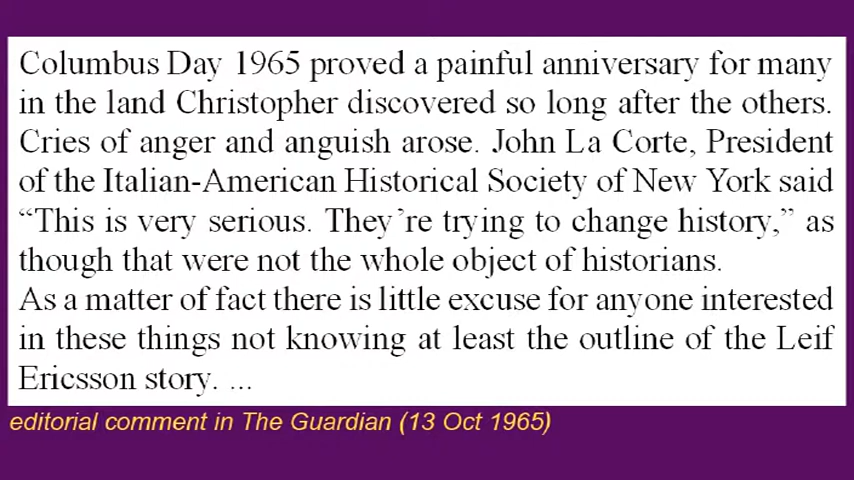 Columbus Day 1965 proved a painful anniversary for many
in the land Christopher discovered so long after the others.
Cries of anger and anguish arose. John La Corte, President
of the Italian-American Historical Society of New York said
“This is very serious. They’re trying to change history,” as
though that were not the whole object of historians.
As a matter of fact there is little excuse for anyone interested
in these things not knowing at least the outline of the Leif
Ericsson story. ...
editorial comment in The Guardian (13 Oct 1965)